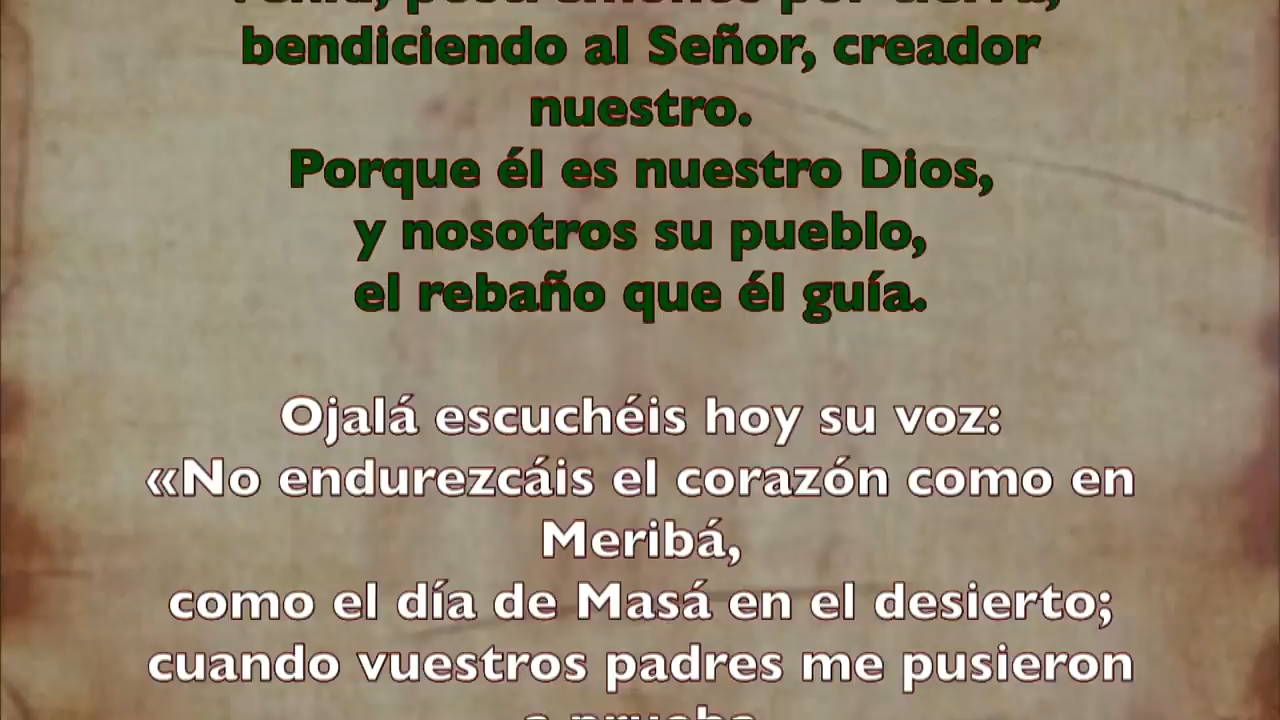 bendiciendo al Señor, creador
nuestro.
Porque él es nuestro Dios,
y nosotros su pueblo,
el rebaño que él guía.
Ojalá escuchéis hoy su voz:
«No endurezcáis el corazón como en
Meribá,
como el día de Masá en el desierto;
cuando vuestros padres me pusieron